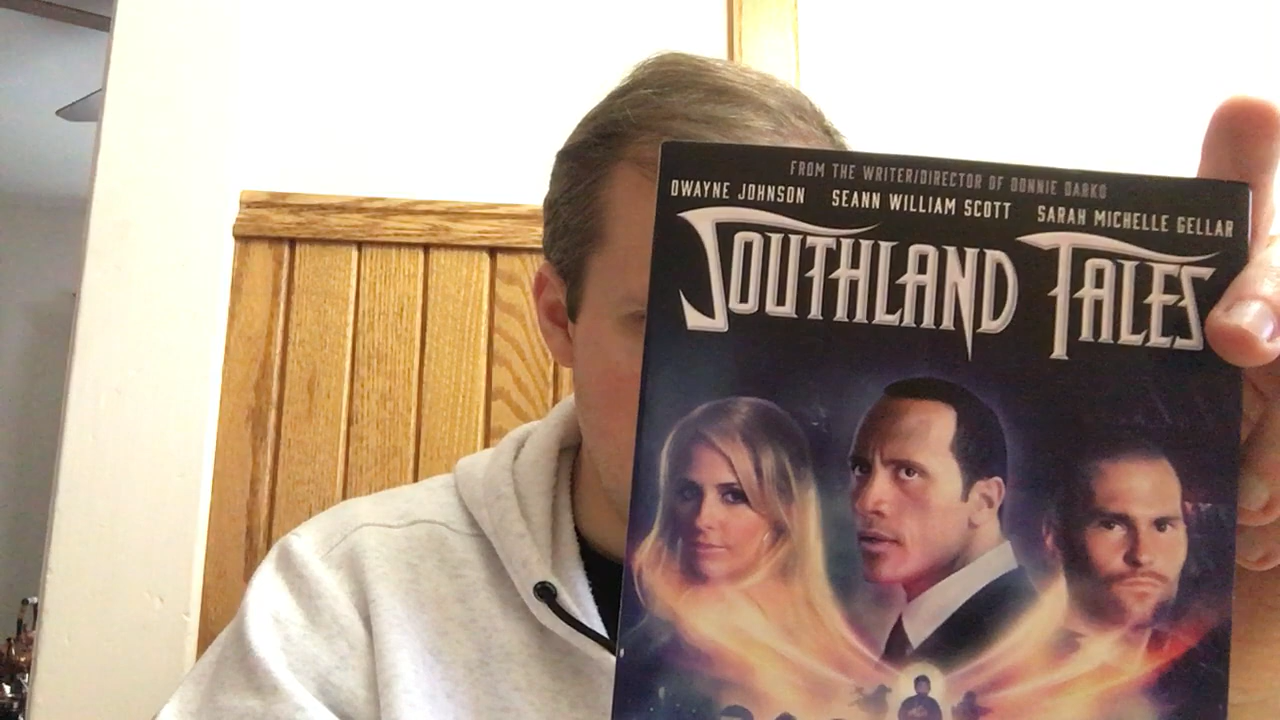 FROM THE WRITER/DIRECTOR OF DONNIE DARKO
DWAYNE JOHNSON SEANN WILLIAM SCOTT SARAH MICHELLE GELLAR
SOUTHLAND TALES